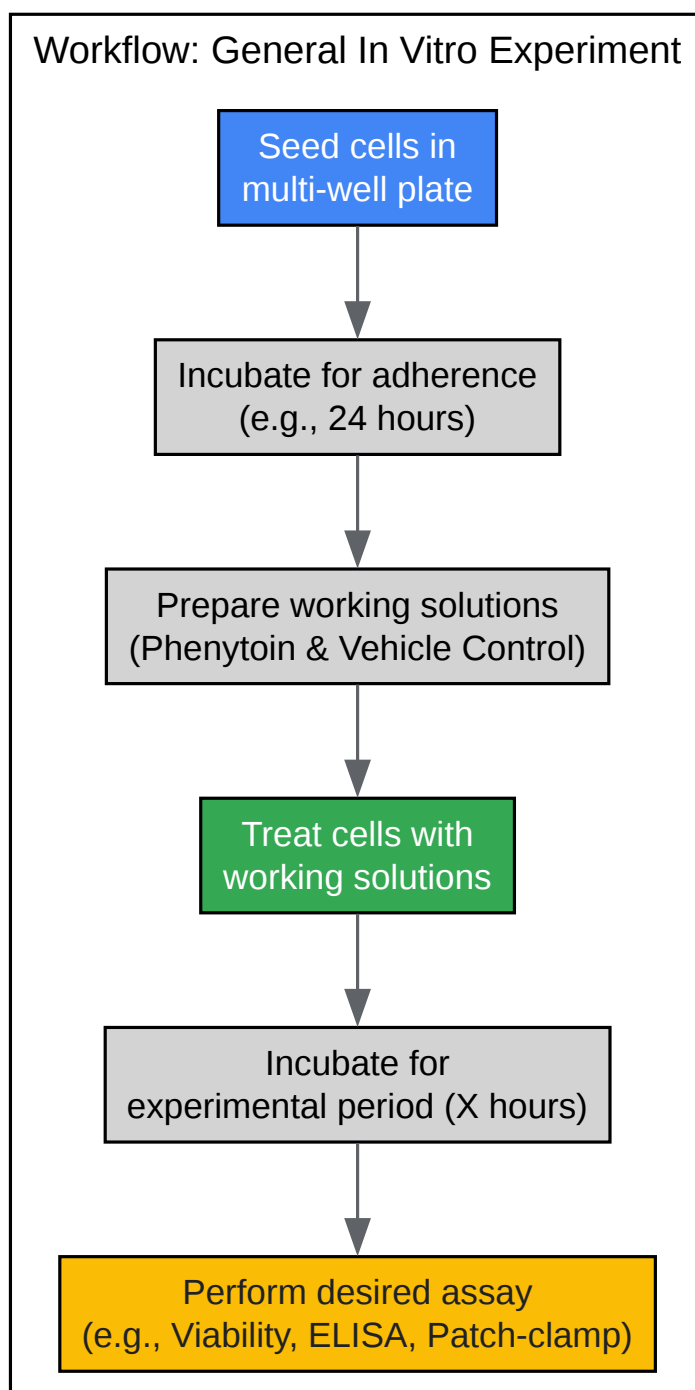 Workflow: General In Vitro Experiment
Seed cells in
multi-well plate
Incubate for adherence
(e.g., 24 hours)
Prepare working solutions
(Phenytoin & Vehicle Control)
Treat cells with
working solutions
Incubate for
experimental period (X hours)
Perform desired assay
(e.g., Viability, ELISA, Patch-clamp)